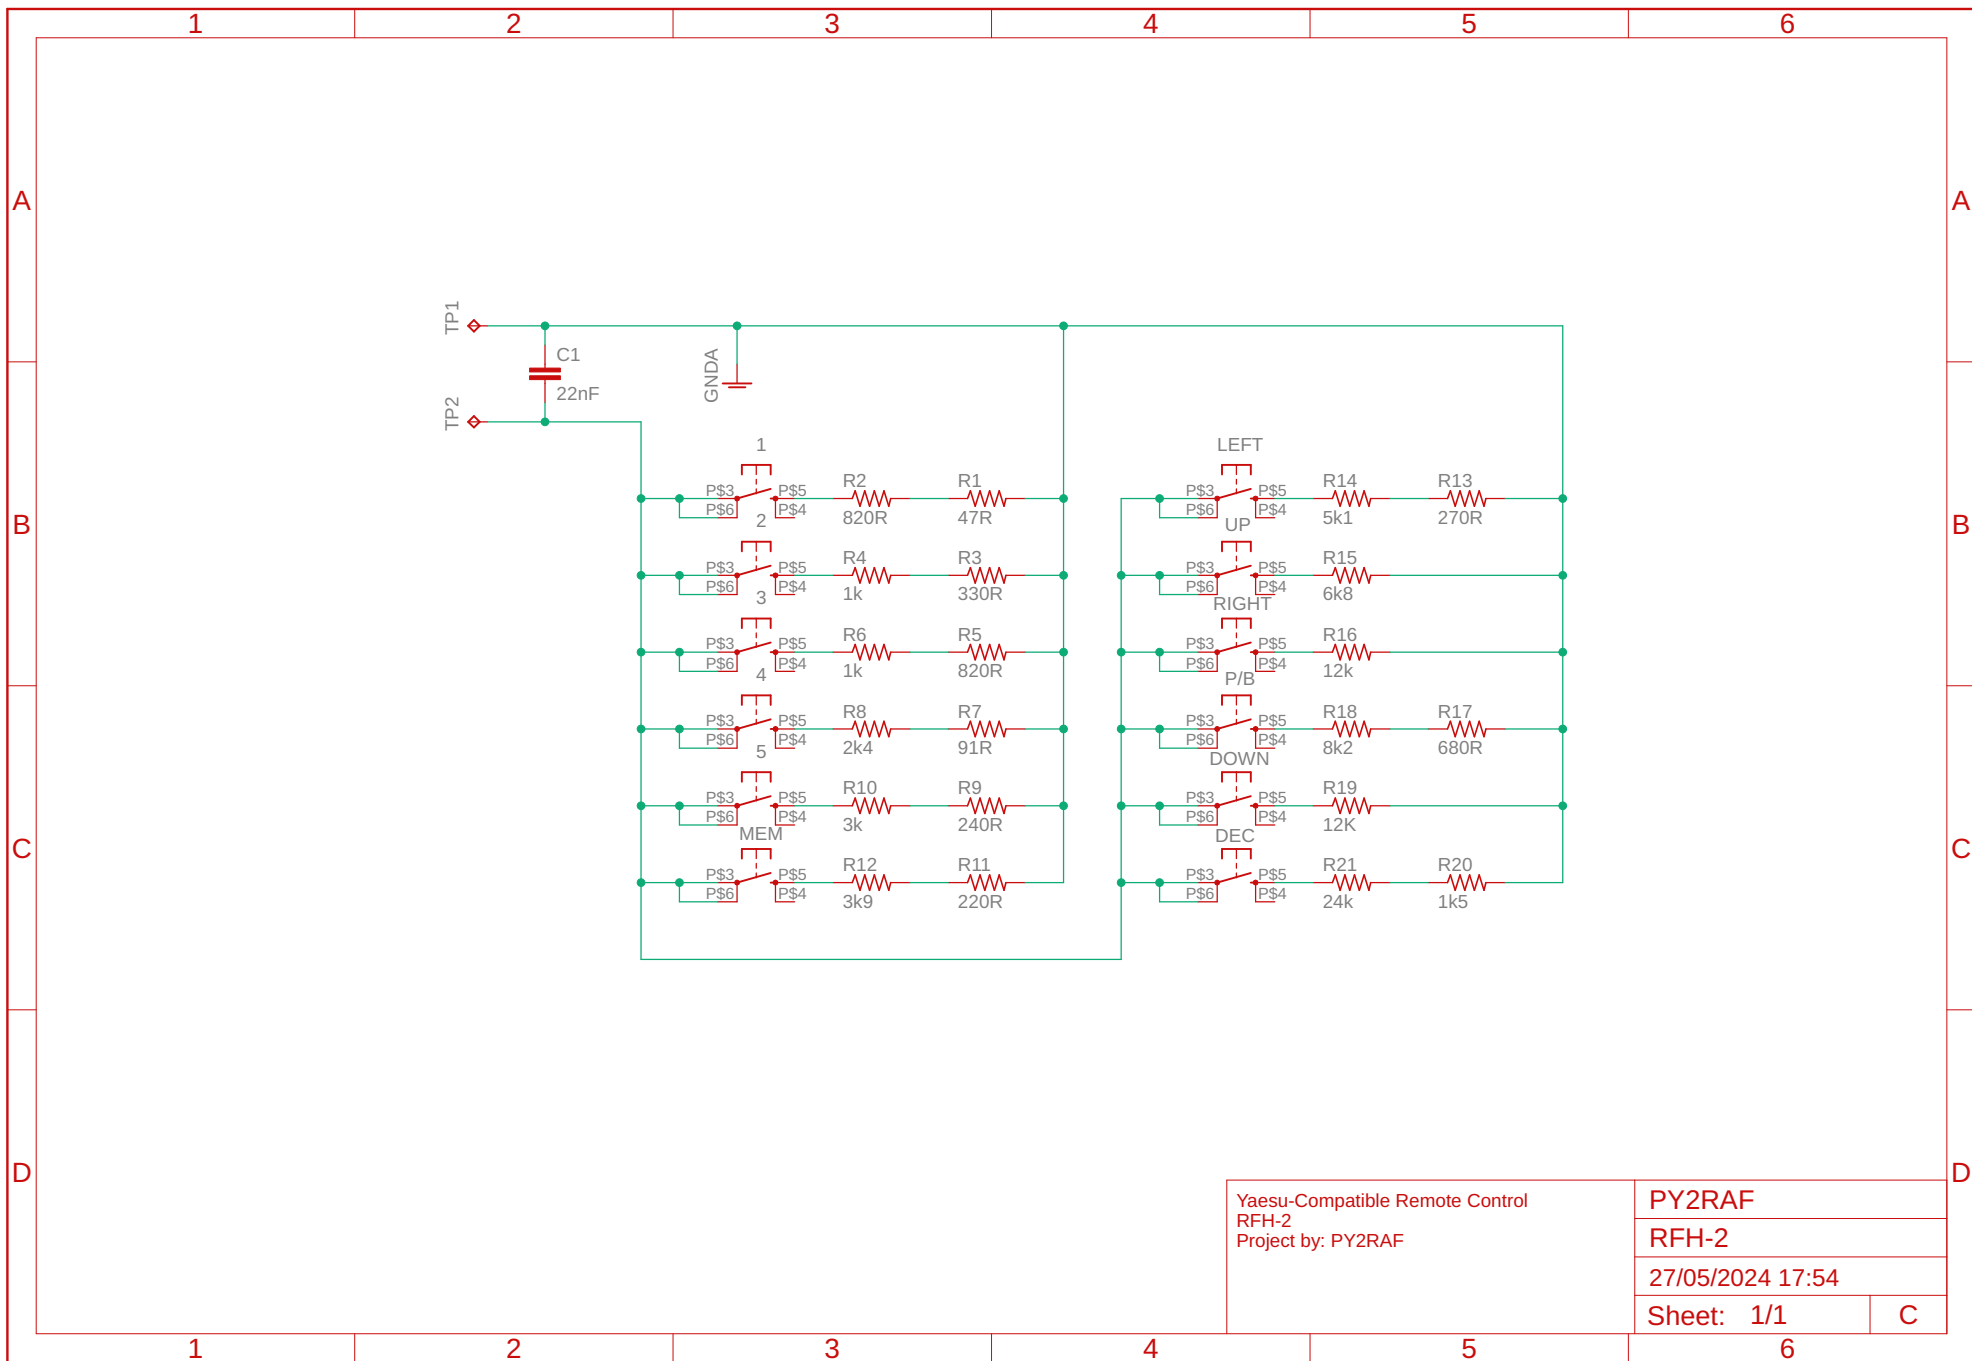 1 2 3 4 5 6
A A
TP1
C1
GNDA
TP2
22nF
1 LEFT
P$3 P$5 R2 R1 P$3 P$5 R14 R13
P$6 P$4 820R 47R P$6 P$4 5k1 270R
B B
2 UP
P$3 P$5 R4 R3 P$3 P$5 R15
P$6 P$4 1k 330R P$6 P$4 6k8
3 RIGHT
P$3 P$5 R6 R5 P$3 P$5 R16
P$6 P$4 1k 820R P$6 P$4 12k
4 P/B
P$3 P$5 R8 R7 P$3 P$5 R18 R17
P$6 P$4 2k4 91R P$6 P$4 8k2 680R
5 DOWN
P$3 P$5 R10 R9 P$3 P$5 R19
P$6 P$4 3k 240R P$6 P$4 12K
MEM DEC
C C
P$3 P$5 R12 R11 P$3 P$5 R21 R20
P$6 P$4 3k9 220R P$6 P$4 24k 1k5
D D
Yaesu-Compatible Remote Control
RFH-2
Project by: PY2RAF
PY2RAF
RFH-2
27/05/2024 17:54
Sheet: 1/1 C
1 2 3 4 5 6